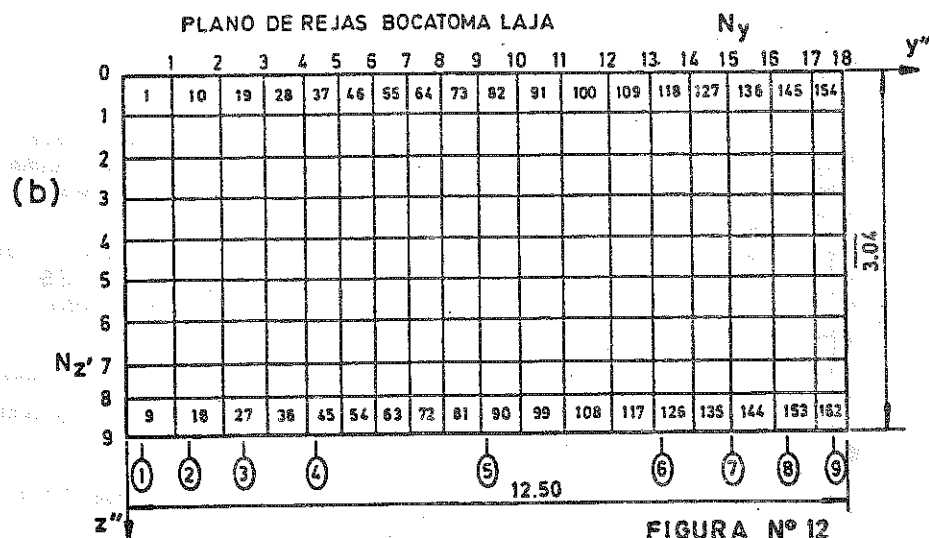 PLANO DE REJAS BOCATOMA LAJA
Ny
y"
0 1 2 3 4 5 6 7 8 9 10 11 12 13 14 15 16 17 18
1 10 19 28 37 46 55 64 73 82 91 100 109 118 127 136 145 154
1
2
(b)
3
4
3.04
5
6
Nz' 7
8
9 18 27 36 45 54 63 72 81 90 99 108 117 126 135 144 153 162
9
1 2 3 4 5 6 7 8 9
12.50
z"
FIGURA Nº 12